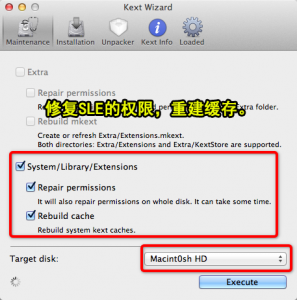 Kext Wizard
Maintenance Installation Unpacker Kext Info Loaded
Extra
Repair permissions
修复SLE的权限，重建缓存。
Extra folder.
Rebuild mkext
Create or refresh Extra/Extensions.mkext.
Both directories: Extra/Extensions and Extra/KextStore are supported.
System/Library/Extensions
Repair permissions
It will also repair permissions on whole disk. It can take some time.
Rebuild cache
Rebuild system kext caches.
Target disk: Macint0sh HD
Execute